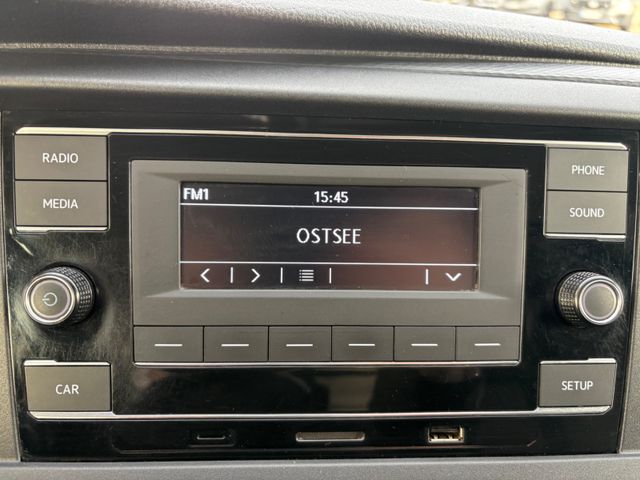 RADIO
MEDIA
FM1 15:45
OSTSEE
PHONE
SOUND
CAR
SETUP